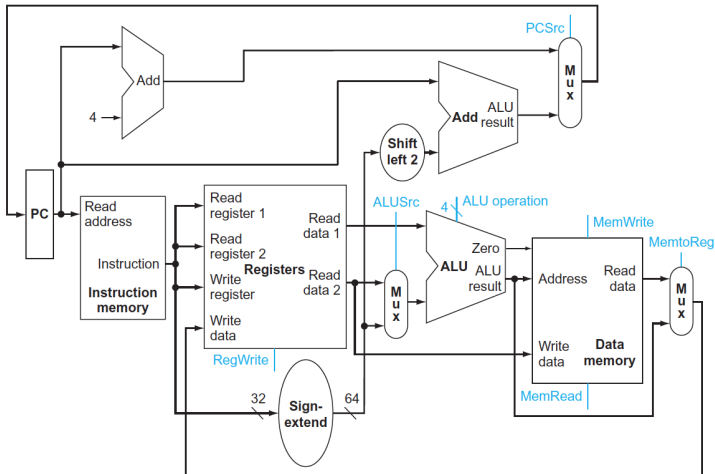 PCSrc
Add
4
M
u
x
Add
ALU
result
Shift
left 2
PC
Read
address
Instruction
Instruction
memory
Read
register 1
Read
register 2
Write
register
Write
data
Registers
Read
data 1
Read
data 2
RegWrite
ALUSrc
M
u
x
4
ALU operation
Zero
ALU
ALU
result
MemWrite
Address
Read
data
Write
data
Data
memory
MemRead
MemtoReg
M
u
x
32
Sign-
extend
64